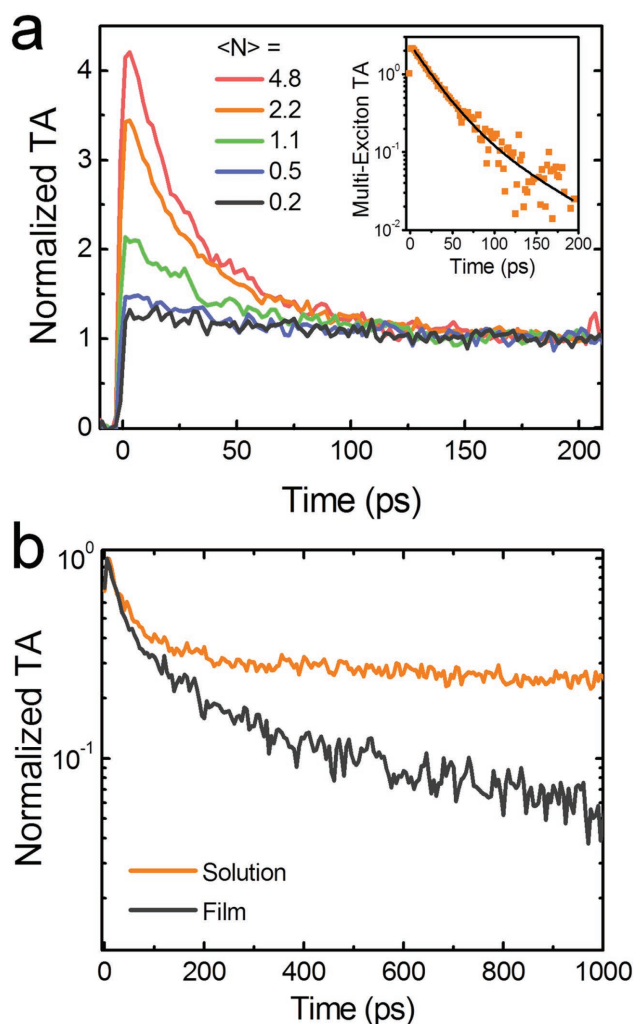 a
<N> =
4.8
2.2
1.1
0.5
0.2
Normalized TA
4
3
2
1
0
0 50 100 150 200
Time (ps)
Multi-Exciton TA
10^0
10^-1
10^-2
0 50 100 150 200
Time (ps)
b
Normalized TA
10^0
10^-1
Solution
Film
0 200 400 600 800 1000
Time (ps)